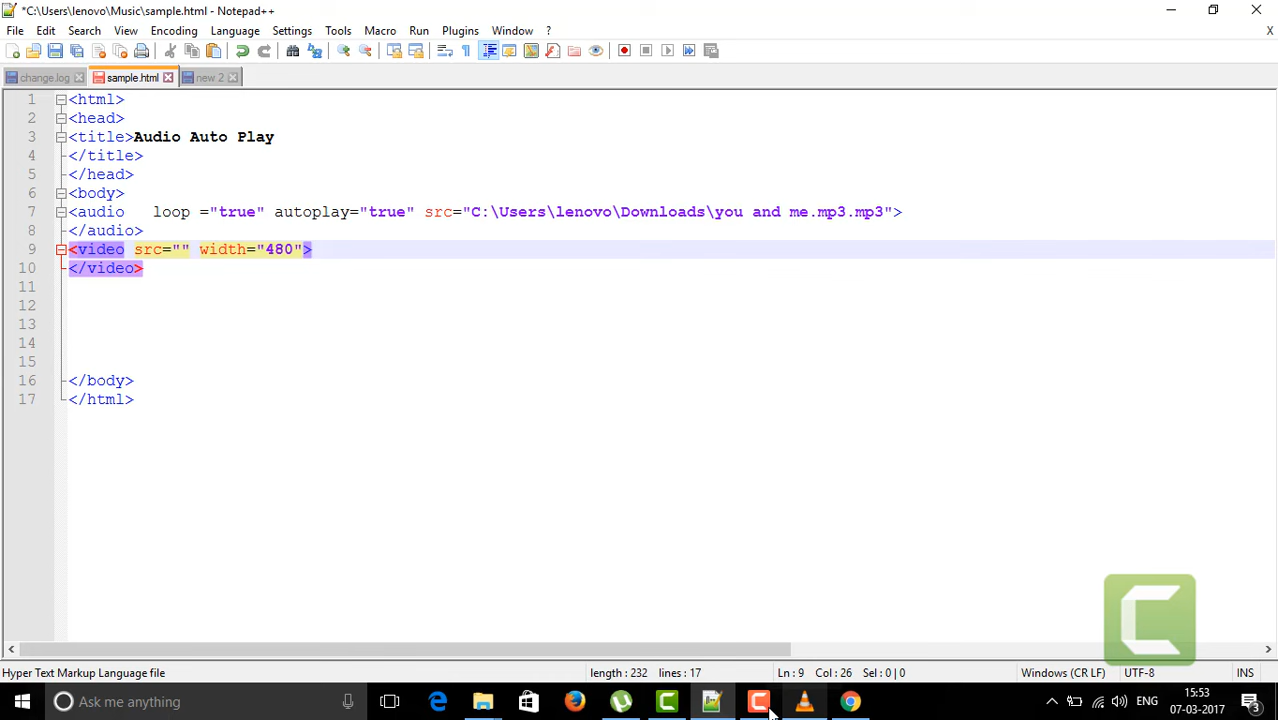 *C:\Users\lenovo\Music\sample.html - Notepad++
File Edit Search View Encoding Language Settings Tools Macro Run Plugins Window ? X
change.log sample.html new 2
1 <html>
2 <head>
3 <title>Audio Auto Play
4 </title>
5 </head>
6 <body>
7 <audio   loop ="true" autoplay="true" src="C:\Users\lenovo\Downloads\you and me.mp3.mp3">
8 </audio>
9 <video src="" width="480">
10 </video>
11
12
13
14
15
16 </body>
17 </html>
Hyper Text Markup Language file length : 232 lines : 17 Ln : 9 Col : 26 Sel : 0 | 0 Windows (CR LF) UTF-8 INS
Ask me anything ENG 15:53
07-03-2017 3